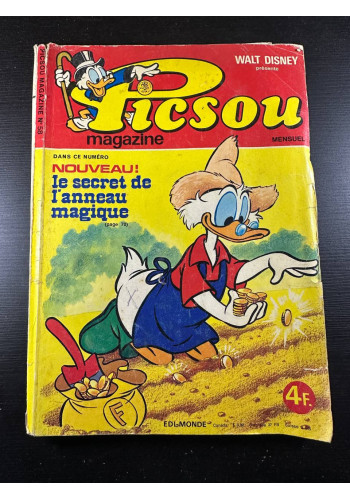 PICSOU MAGAZINE N°55
WALT DISNEY
présente
Picsou
magazine
MENSUEL
DANS CE NUMÉRO
NOUVEAU!
le secret de
l'anneau
magique
F
4F.
EDI-MONDE